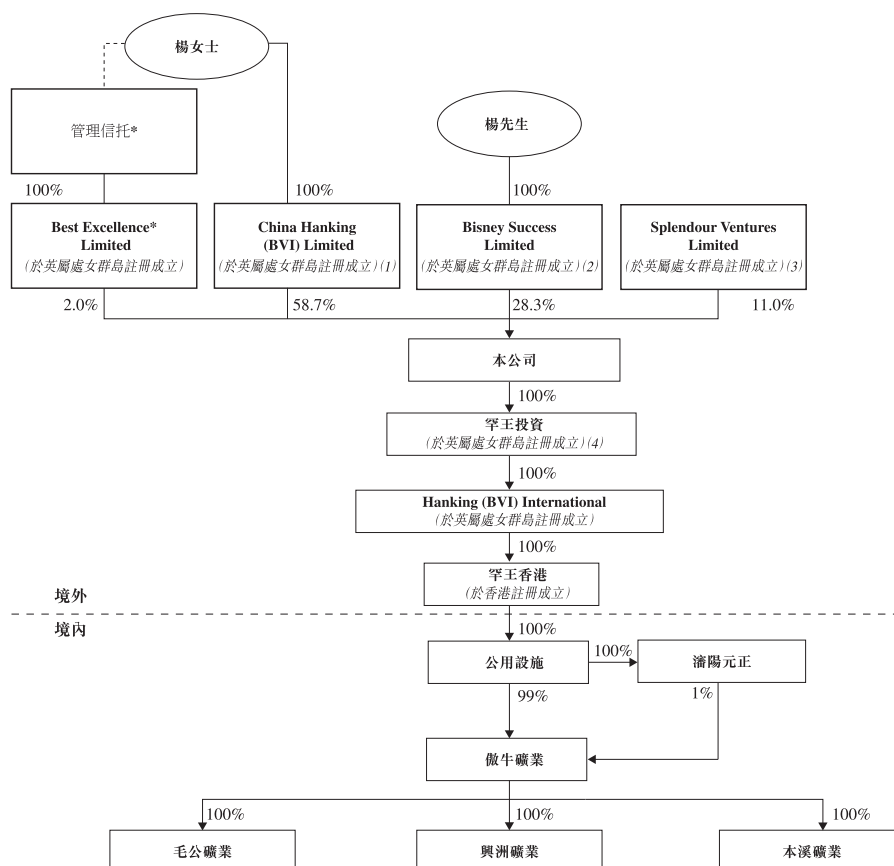 楊女士
管理信托*
楊先生
100%
100%
100%
Best Excellence*
Limited
(於英屬處女群島註冊成立)
China Hanking
(BVI) Limited
(於英屬處女群島註冊成立)(1)
Bisney Success
Limited
(於英屬處女群島註冊成立)(2)
Splendour Ventures
Limited
(於英屬處女群島註冊成立)(3)
2.0%
58.7%
28.3%
11.0%
本公司
100%
罕王投資
(於英屬處女群島註冊成立)(4)
100%
Hanking (BVI) International
(於英屬處女群島註冊成立)
100%
罕王香港
(於香港註冊成立)
境外
境內
100%
公用設施
100%
瀋陽元正
99%
1%
傲牛礦業
100%
100%
100%
毛公礦業
興洲礦業
本溪礦業